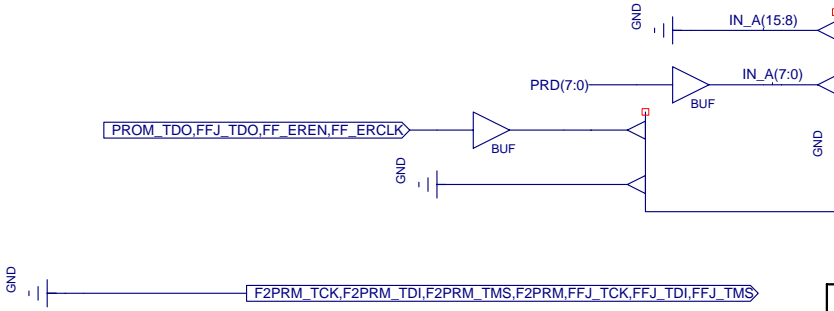 GND
IN_A(15:8)
PRD(7:0)
IN_A(7:0)
BUF
PROM_TDO,FFJ_TDO,FF_EREN,FF_ERCLK
BUF
GND
GND
GND
F2PRM_TCK,F2PRM_TDI,F2PRM_TMS,F2PRM,FFJ_TCK,FFJ_TDI,FFJ_TMS